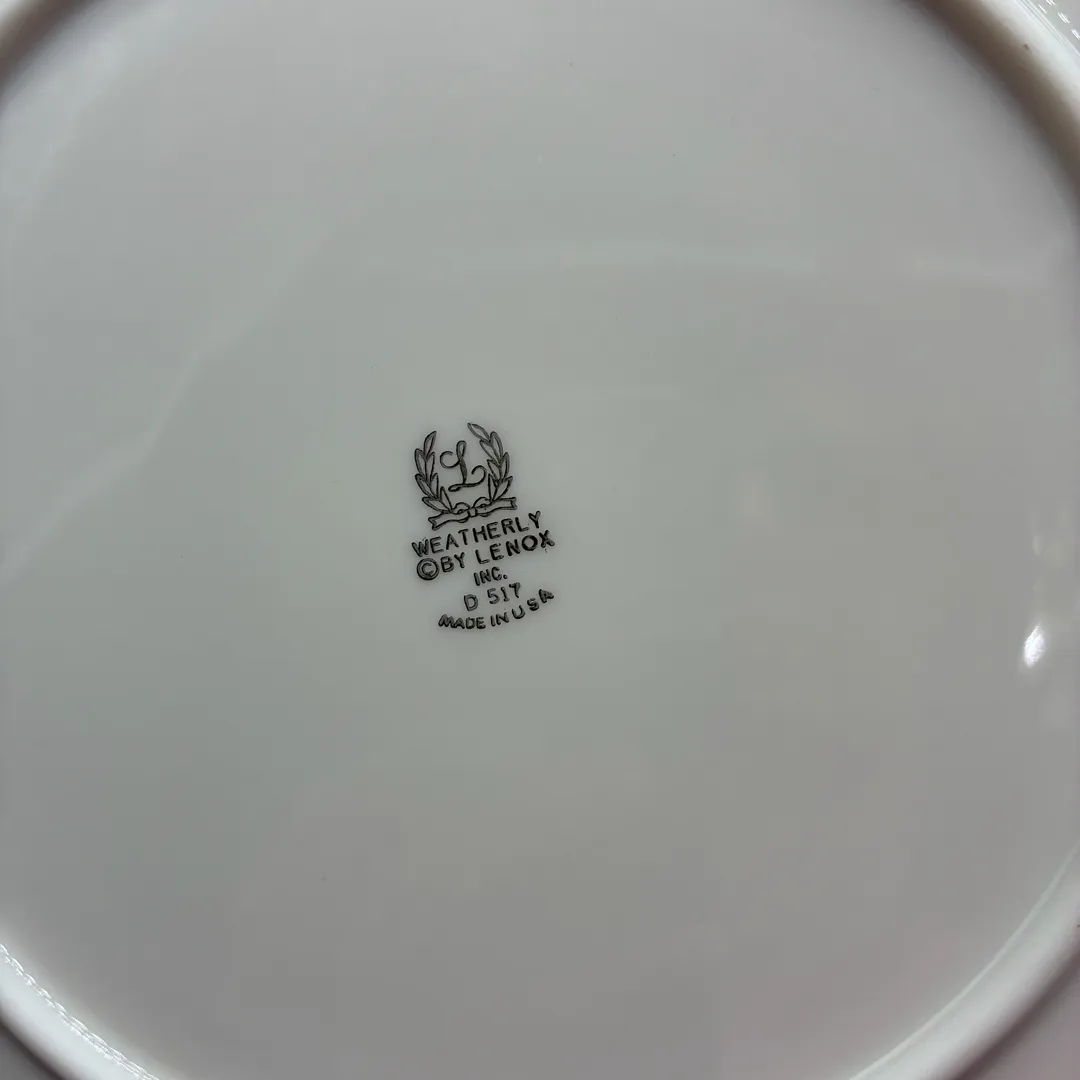 L
WEATHERLY
©BY LENOX
INC.
D 517
MADE IN USA